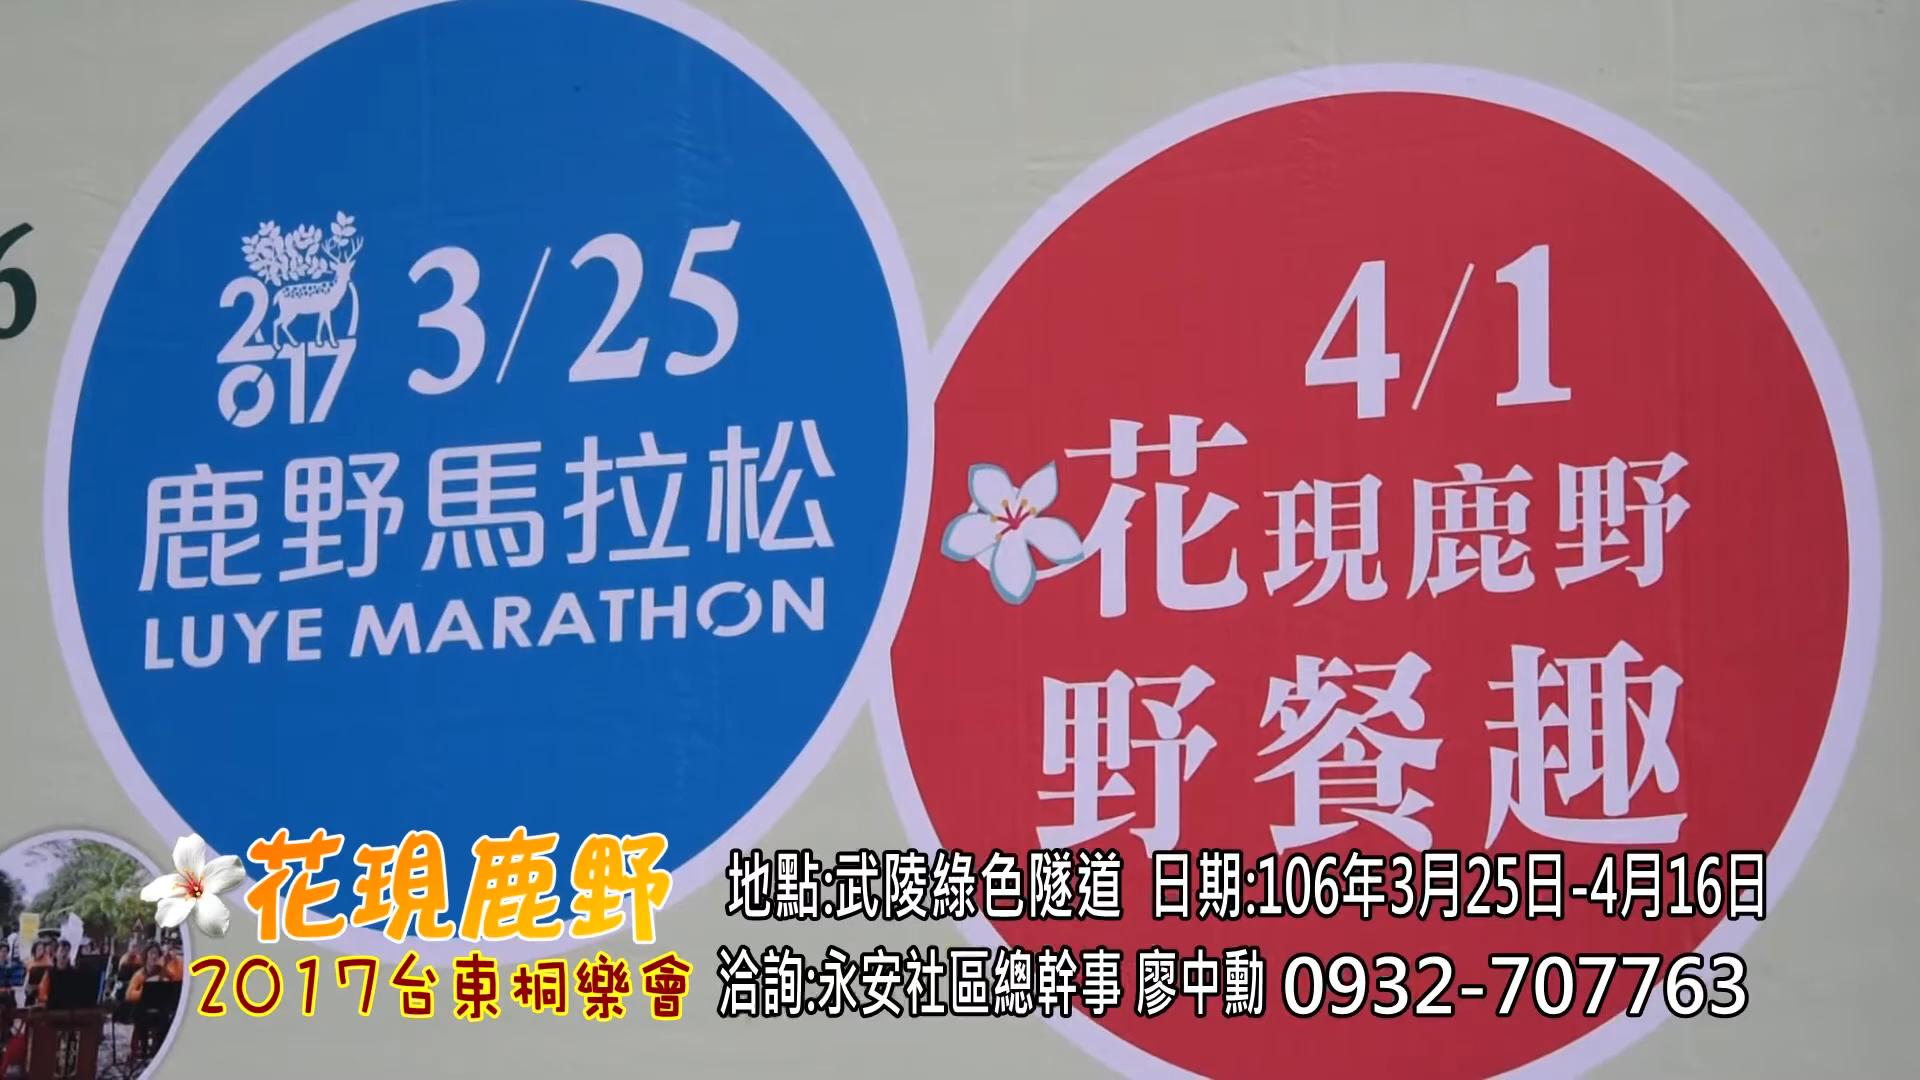 6
2017 3/25
鹿野馬拉松
LUYE MARATHON
4/1
花現鹿野
野餐趣
花現鹿野
2017台東桐樂會
地點:武陵綠色隧道 日期:106年3月25日-4月16日
洽詢:永安社區總幹事 廖中勳 0932-707763